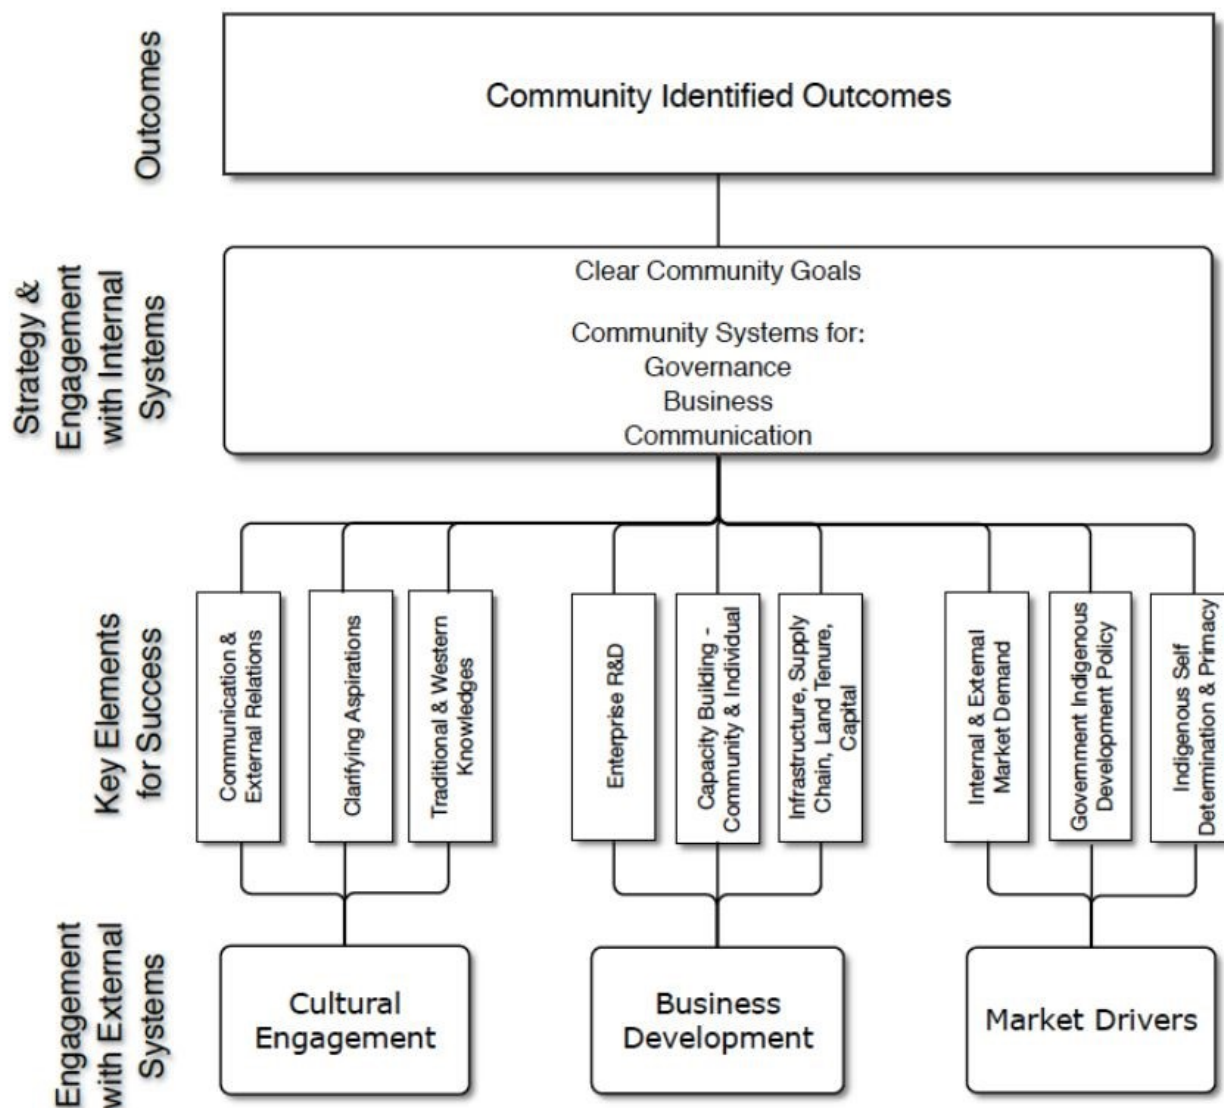 Outcomes
Community Identified Outcomes
Strategy &
Engagement
with Internal
Systems
Clear Community Goals
Community Systems for:
Governance
Business
Communication
Key Elements
for Success
Communication &
External Relations
Clarifying Aspirations
Traditional & Western
Knowledges
Enterprise R&D
Capacity Building -
Community & Individual
Infrastructure, Supply
Chain, Land Tenure,
Capital
Internal & External
Market Demand
Government Indigenous
Development Policy
Indigenous Self
Determination & Primacy
Engagement
with External
Systems
Cultural
Engagement
Business
Development
Market Drivers